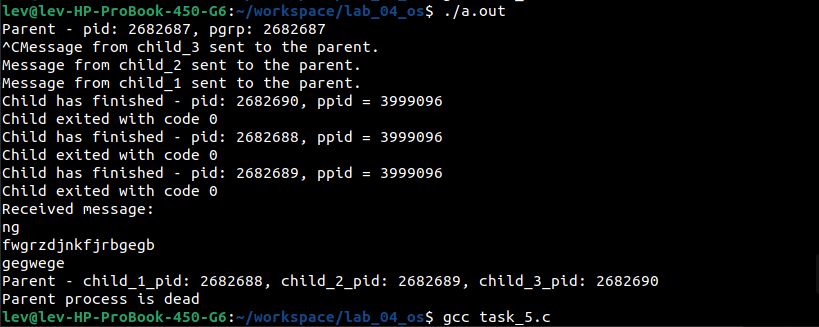 lev@lev-HP-ProBook-450-G6:~/workspace/lab_04_os$ ./a.out
Parent - pid: 2682687, pgrp: 2682687
^CMessage from child_3 sent to the parent.
Message from child_2 sent to the parent.
Message from child_1 sent to the parent.
Child has finished - pid: 2682690, ppid = 3999096
Child exited with code 0
Child has finished - pid: 2682688, ppid = 3999096
Child exited with code 0
Child has finished - pid: 2682689, ppid = 3999096
Child exited with code 0
Received message:
ng
fwgrzdjnkfjrbgegb
gegwege
Parent - child_1_pid: 2682688, child_2_pid: 2682689, child_3_pid: 2682690
Parent process is dead
lev@lev-HP-ProBook-450-G6:~/workspace/lab_04_os$ gcc task_5.c